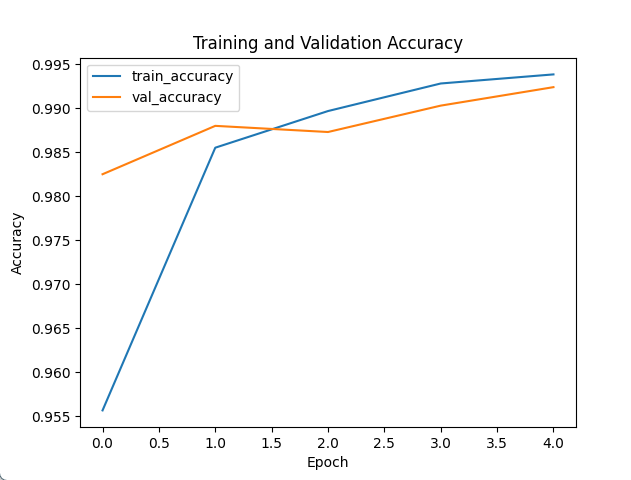 Training and Validation Accuracy
train_accuracy
val_accuracy
0.995
0.990
0.985
0.980
0.975
0.970
0.965
0.960
0.955
Accuracy
0.0 0.5 1.0 1.5 2.0 2.5 3.0 3.5 4.0
Epoch